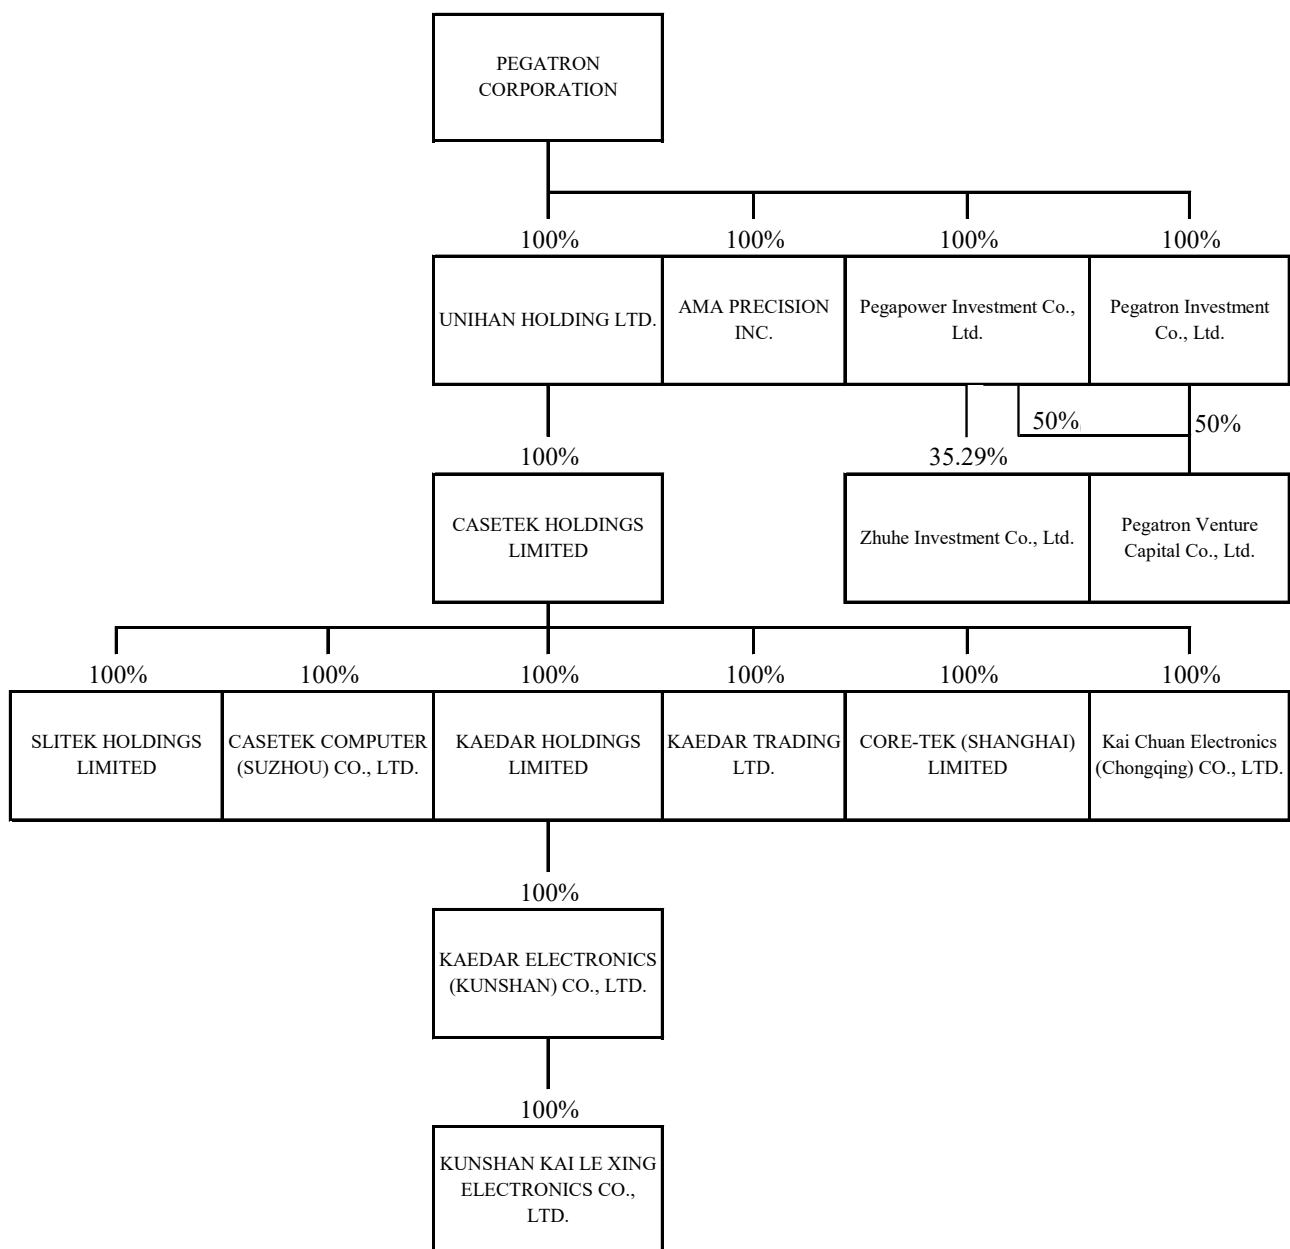 PEGATRON
CORPORATION
100%
100%
100%
100%
UNIHAN HOLDING LTD.
AMA PRECISION
INC.
Pegapower Investment Co.,
Ltd.
Pegatron Investment
Co., Ltd.
50%
50%
100%
35.29%
CASETEK HOLDINGS
LIMITED
Zhuhe Investment Co., Ltd.
Pegatron Venture
Capital Co., Ltd.
100%
100%
100%
100%
100%
100%
SLITEK HOLDINGS
LIMITED
CASETEK COMPUTER
(SUZHOU) CO., LTD.
KAEDAR HOLDINGS
LIMITED
KAEDAR TRADING
LTD.
CORE-TEK (SHANGHAI)
LIMITED
Kai Chuan Electronics
(Chongqing) CO., LTD.
100%
KAEDAR ELECTRONICS
(KUNSHAN) CO., LTD.
100%
KUNSHAN KAI LE XING
ELECTRONICS CO.,
LTD.